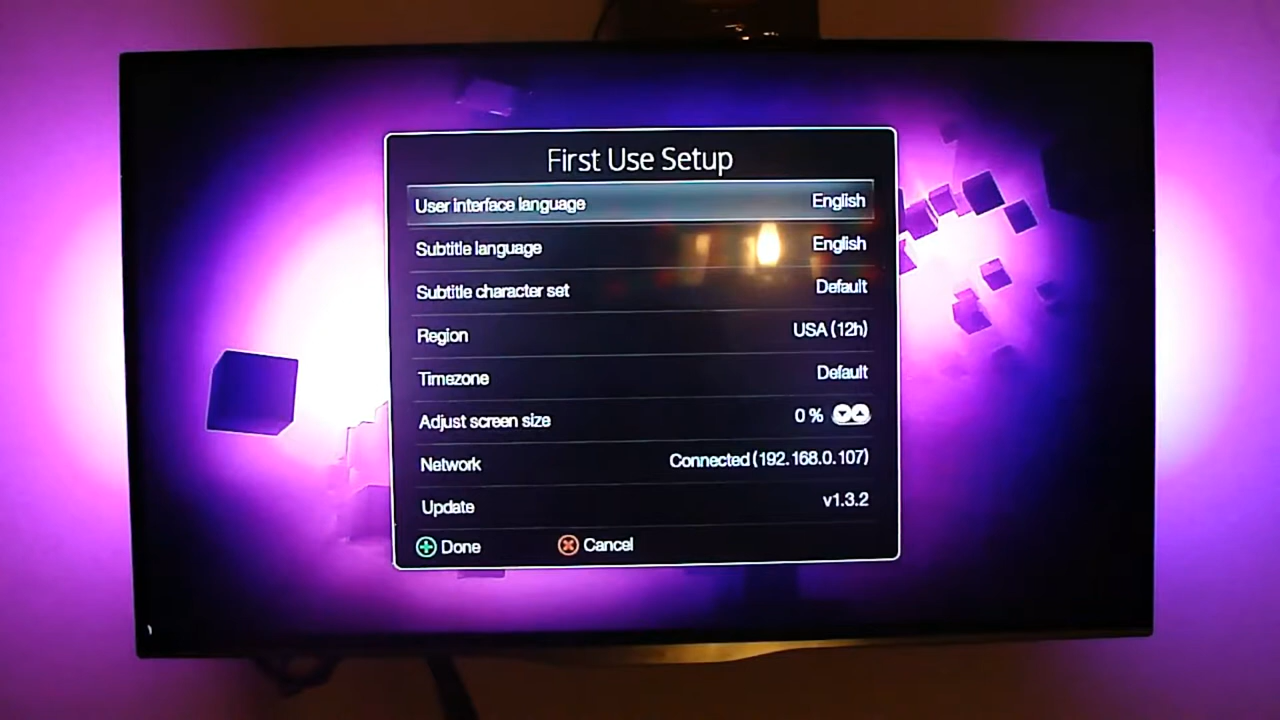 First Use Setup
User interface language English
Subtitle language English
Subtitle character set Default
Region USA (12h)
Timezone Default
Adjust screen size 0 %
Network Connected (192.168.0.107)
Update v1.3.2
Done Cancel